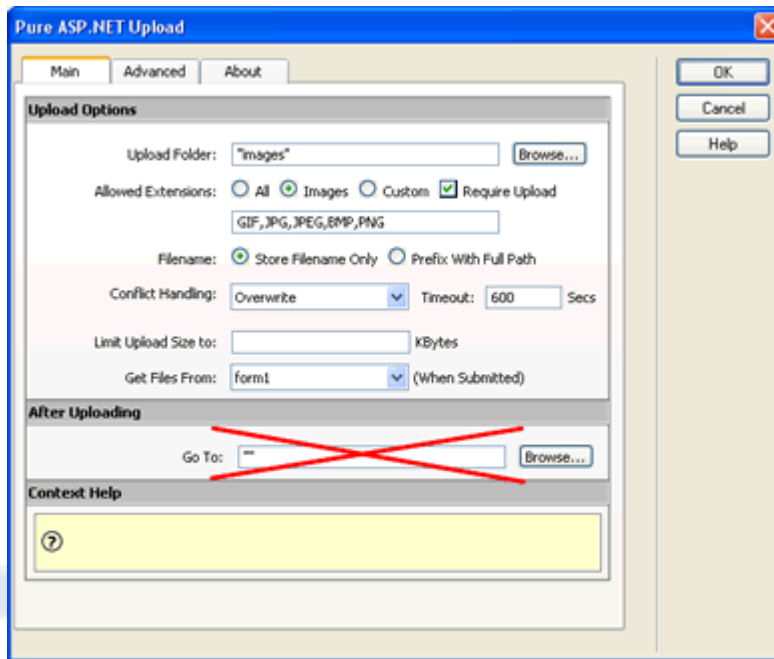 Pure ASP.NET Upload
Main Advanced About
OK
Cancel
Help
Upload Options
Upload Folder: "images" Browse...
Allowed Extensions: All Images Custom Require Upload
GIF,JPG,JPEG,BMP,PNG
Filename: Store Filename Only Prefix With Full Path
Conflict Handling: Overwrite Timeout: 600 Secs
Limit Upload Size to: KBytes
Get Files From: form1 (When Submitted)
After Uploading
Go To: "" Browse...
Context Help
?